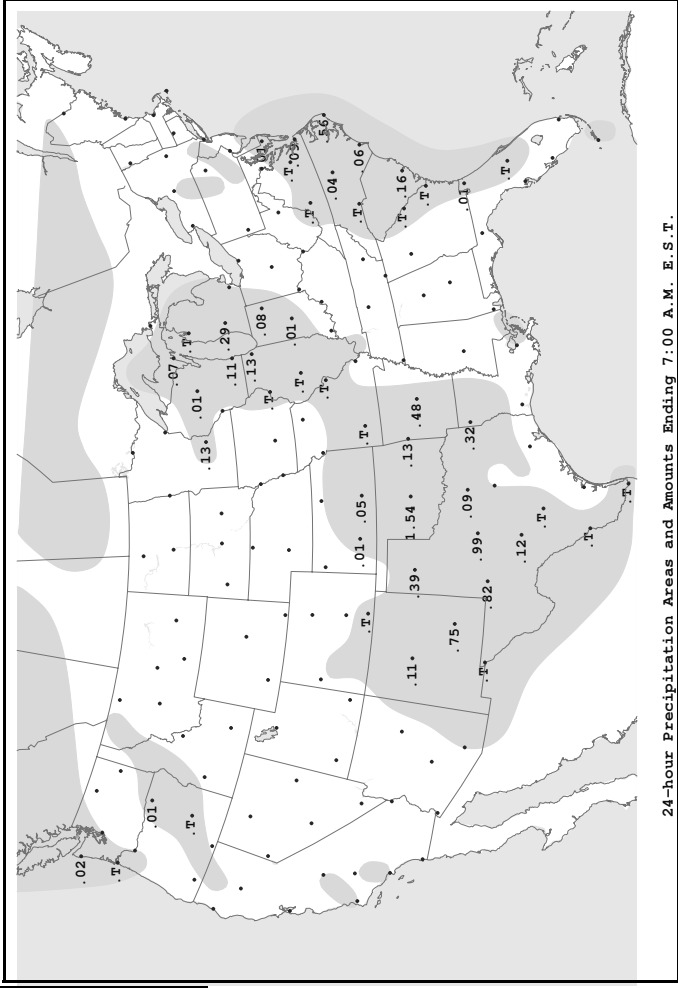 .02
.T
.01
.07
.T
.T
.01
.13
.29
.11
.13
.08
.01
.T
.T
.01
.T
.T
.T
.56
.04
.T
.06
.01
.05
.T
.T
.16
.T
.13
1.54
.11
.39
.48
.T
.75
.01
.09
.32
.99
.T
.82
.T
.12
.T
.T
.T
24-hour Precipitation Areas and Amounts Ending 7:00 A.M. E.S.T.